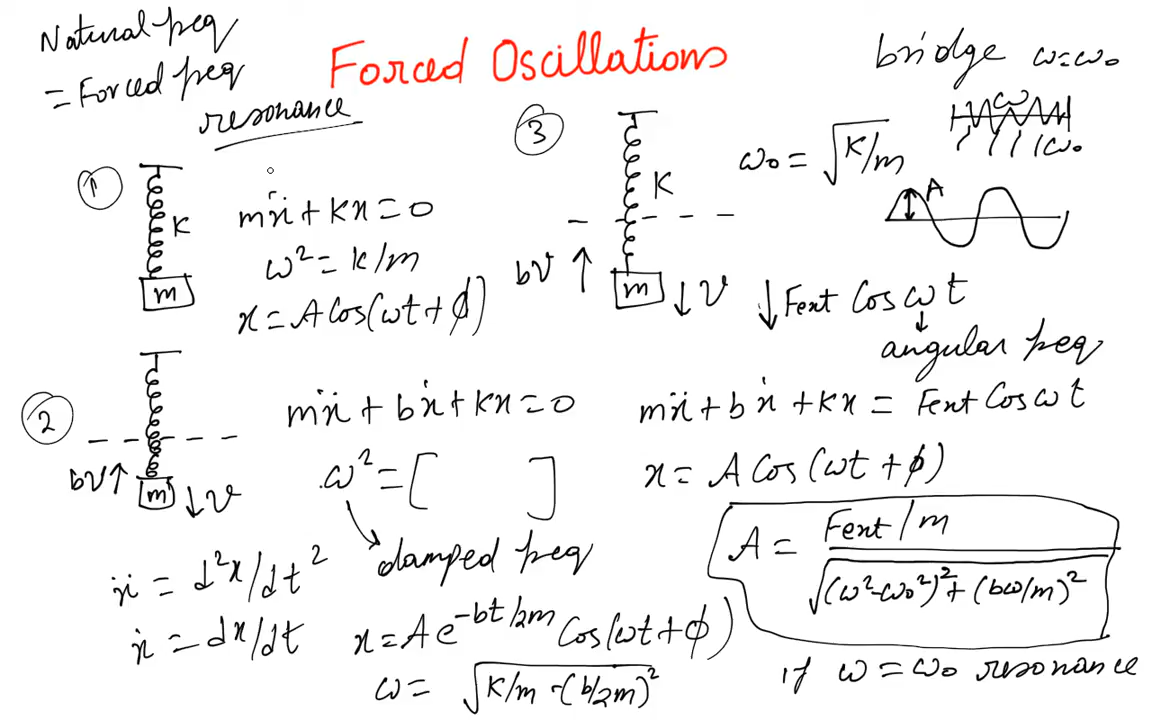 Natural freq
= Forced freq
resonance
Forced Oscillations
bridge ω=ω₀
ω
ω₀
A
①
K
m
mẍ + kx = 0
ω² = k/m
x = A Cos(ωt + ϕ)
②
bv↑
m
↓v
mẍ + bẋ + kx = 0
ω² = [ ]
damped freq
ẍ = d²x/dt²
ẋ = dx/dt
x = A e^(-bt/2m) Cos(ωt + ϕ)
ω = √(K/m - (b/2m)²)
③
K
ω₀ = √(K/m)
bv ↑
m
↓v
↓Fext Cos ωt
angular freq
mẍ + bẋ + kx = Fext Cos ωt
x = A Cos (ωt + ϕ)
A = (Fext/m) / √((ω² - ω₀²)² + (bω/m)²)
if ω = ω₀ resonance